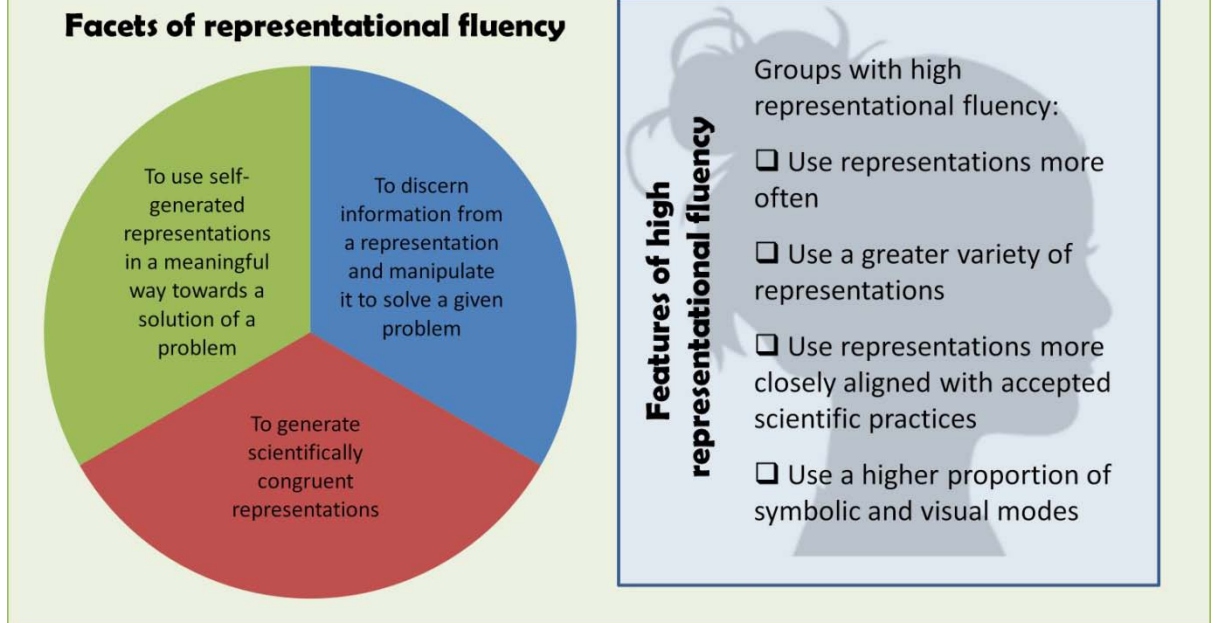 Facets of representational fluency
To use self-
generated
representations
in a meaningful
way towards a
solution of a
problem
To discern
information from
a representation
and manipulate
it to solve a given
problem
To generate
scientifically
congruent
representations
Features of high
representational fluency
Groups with high
representational fluency:
❑ Use representations more
often
❑ Use a greater variety of
representations
❑ Use representations more
closely aligned with accepted
scientific practices
❑ Use a higher proportion of
symbolic and visual modes